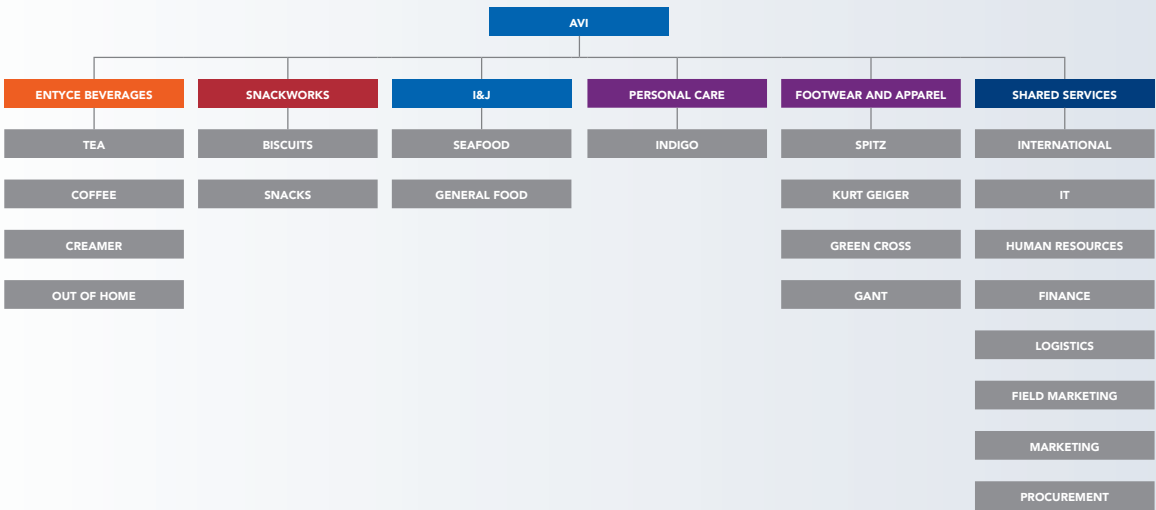 AVI
ENTYCE BEVERAGES
SNACKWORKS
I&J
PERSONAL CARE
FOOTWEAR AND APPAREL
SHARED SERVICES
TEA
BISCUITS
SEAFOOD
INDIGO
SPITZ
INTERNATIONAL
COFFEE
SNACKS
GENERAL FOOD
KURT GEIGER
IT
CREAMER
GREEN CROSS
HUMAN RESOURCES
OUT OF HOME
GANT
FINANCE
LOGISTICS
FIELD MARKETING
MARKETING
PROCUREMENT